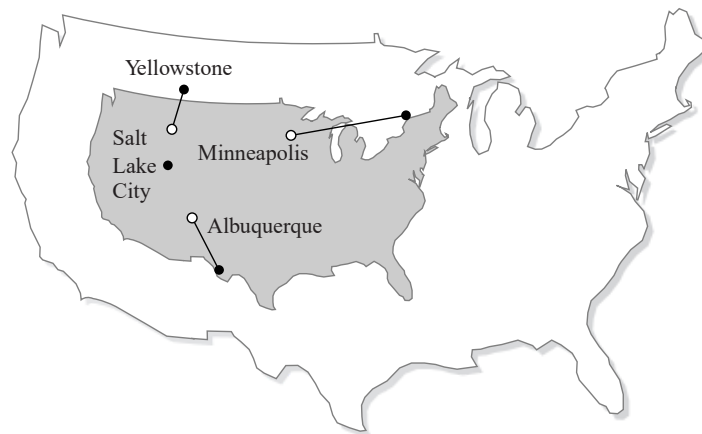 Yellowstone
Salt
Lake
City
Minneapolis
Albuquerque